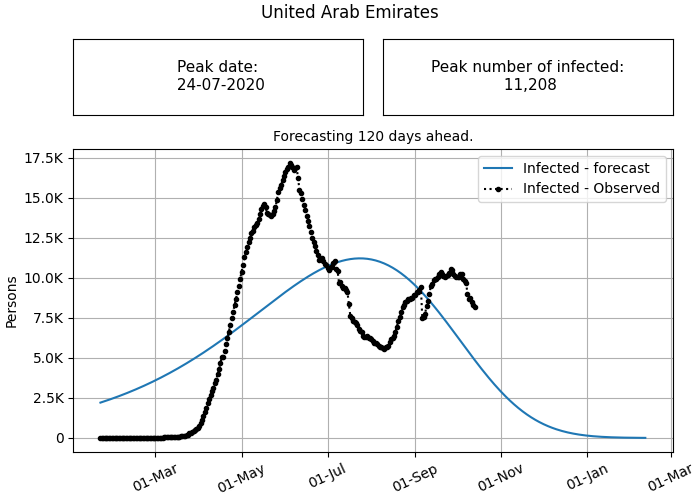 United Arab Emirates
Peak date:
24-07-2020
Peak number of infected:
11,208
Forecasting 120 days ahead.
Infected - forecast
Infected - Observed
17.5K
15.0K
12.5K
10.0K
7.5K
5.0K
2.5K
0
Persons
01-Mar
01-May
01-Jul
01-Sep
01-Nov
01-Jan
01-Mar